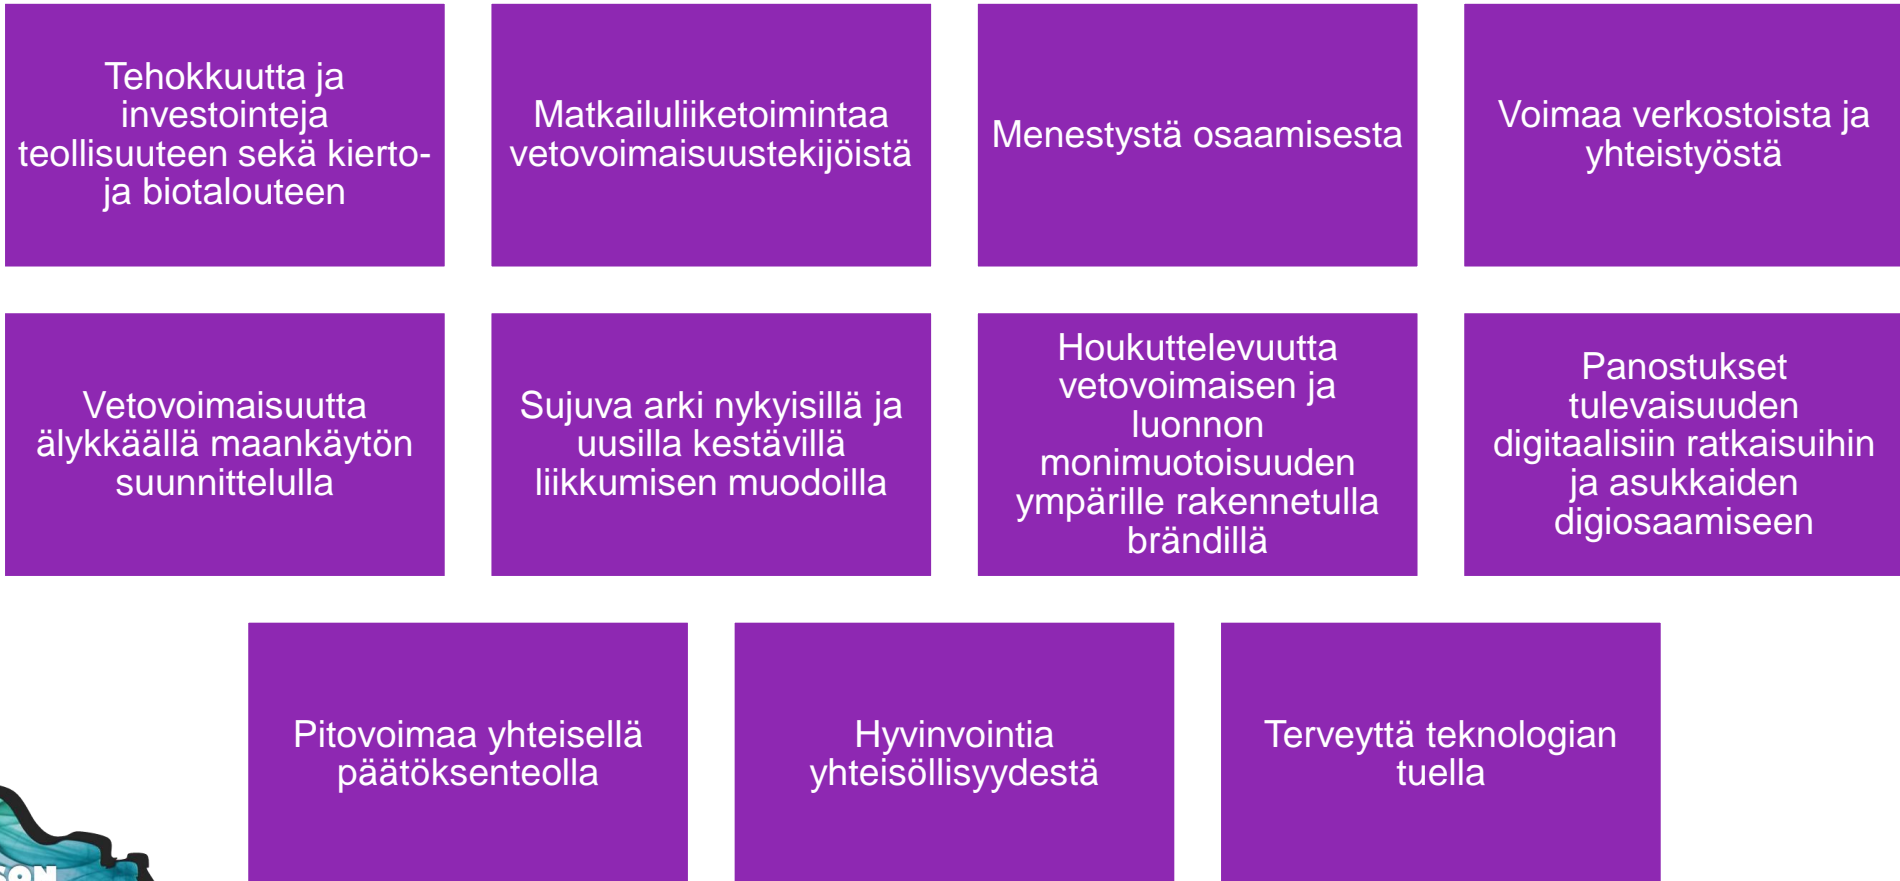 Tehokkuutta ja
investointeja
teollisuuteen sekä kierto-
ja biotalouteen
Matkailuliiketoimintaa
vetovoimaisuustekijöistä
Menestystä osaamisesta
Voimaa verkostoista ja
yhteistyöstä
Vetovoimaisuutta
älykkäällä maankäytön
suunnittelulla
Sujuva arki nykyisillä ja
uusilla kestävillä
liikkumisen muodoilla
Houkuttelevuutta
vetovoimaisen ja
luonnon
monimuotoisuuden
ympärille rakennetulla
brändillä
Panostukset
tulevaisuuden
digitaalisiin ratkaisuihin
ja asukkaiden
digiosaamiseen
Pitovoimaa yhteisellä
päätöksenteolla
Hyvinvointia
yhteisöllisyydestä
Terveyttä teknologian
tuella